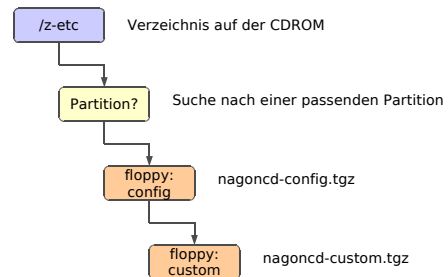 /z-etc
Verzeichnis auf der CDROM
Partition?
Suche nach einer passenden Partition
floppy:
config
nagoncd-config.tgz
floppy:
custom
nagoncd-custom.tgz